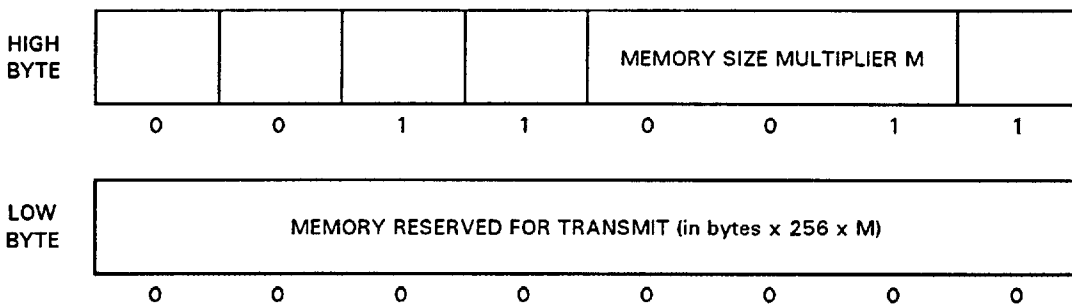 HIGH
BYTE
MEMORY SIZE MULTIPLIER M
0 0 1 1 0 0 1 1
LOW
BYTE
MEMORY RESERVED FOR TRANSMIT (in bytes x 256 x M)
0 0 0 0 0 0 0 0